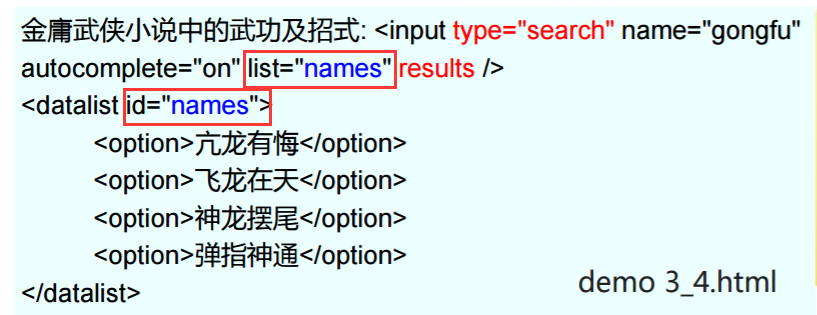 金庸武侠小说中的武功及招式: <input type="search" name="gongfu"
autocomplete="on" list="names" results />
<datalist id="names">
<option>亢龙有悔</option>
<option>飞龙在天</option>
<option>神龙摆尾</option>
<option>弹指神通</option>
</datalist>
demo 3_4.html